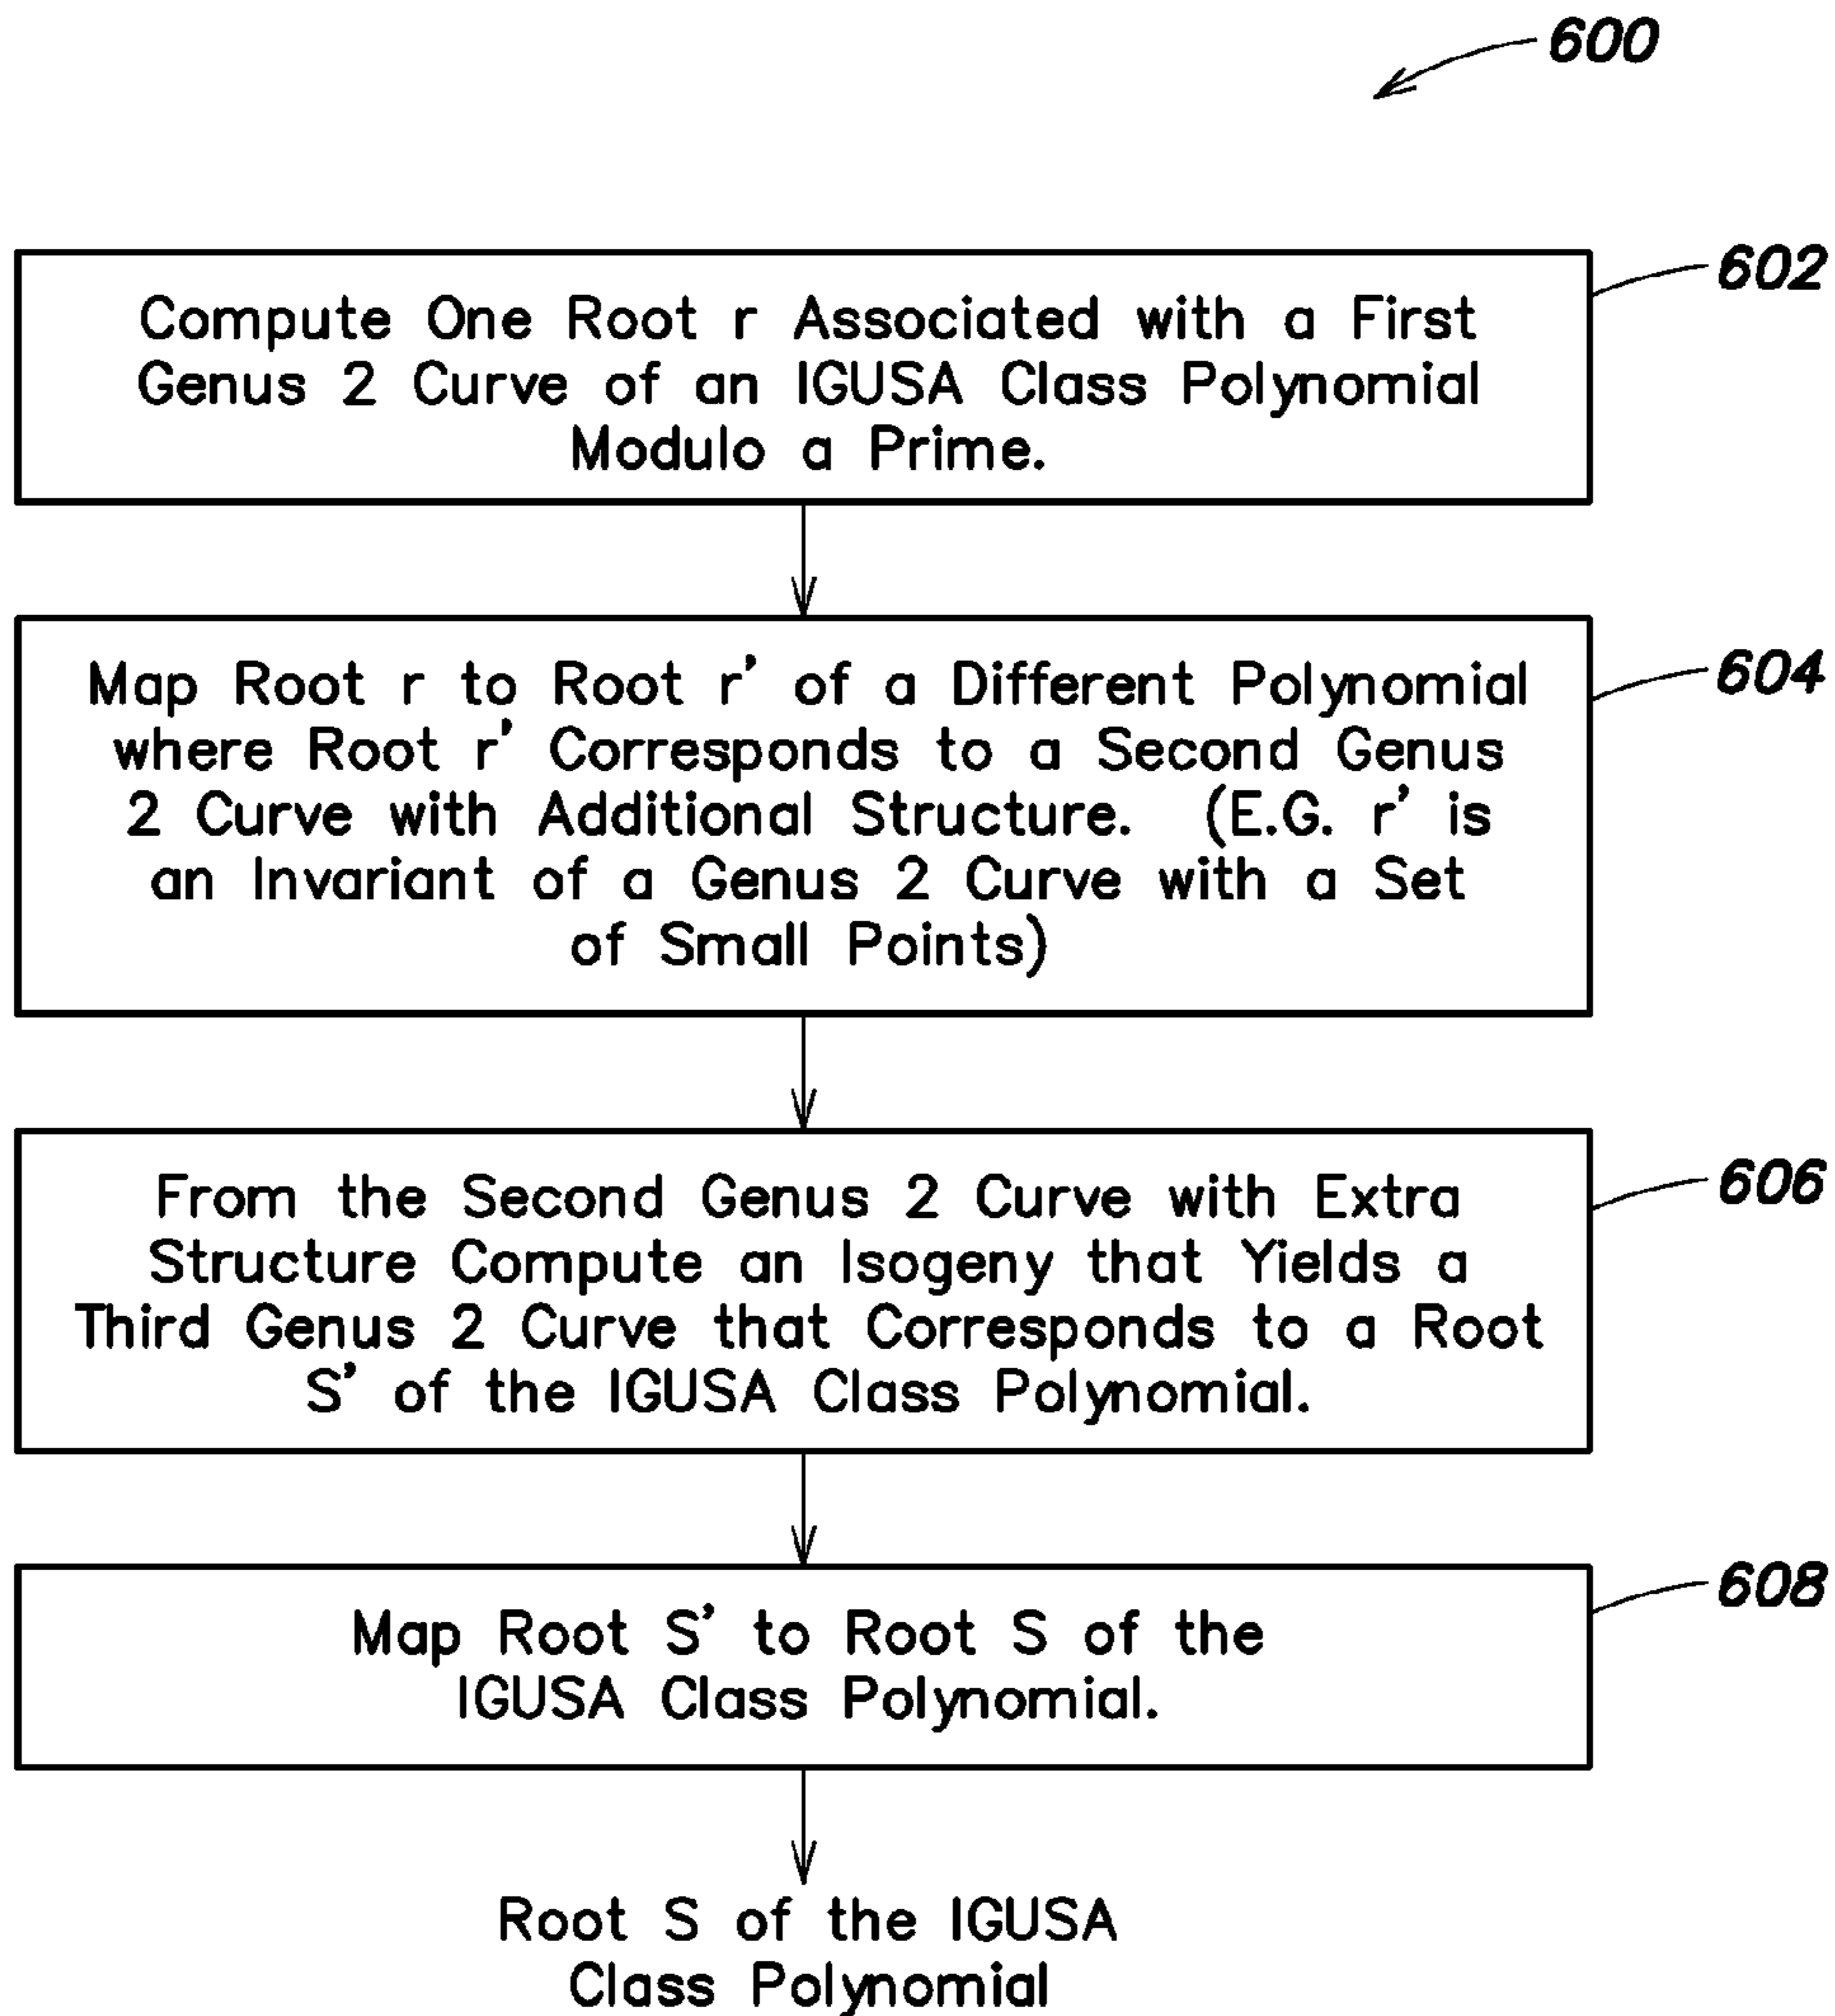 600
602
Compute One Root r Associated with a First
Genus 2 Curve of an IGUSA Class Polynomial
Modulo a Prime.
604
Map Root r to Root r' of a Different Polynomial
where Root r' Corresponds to a Second Genus
2 Curve with Additional Structure. (E.G. r' is
an Invariant of a Genus 2 Curve with a Set
of Small Points)
606
From the Second Genus 2 Curve with Extra
Structure Compute an Isogeny that Yields a
Third Genus 2 Curve that Corresponds to a Root
S' of the IGUSA Class Polynomial.
608
Map Root S' to Root S of the
IGUSA Class Polynomial.
Root S of the IGUSA
Class Polynomial